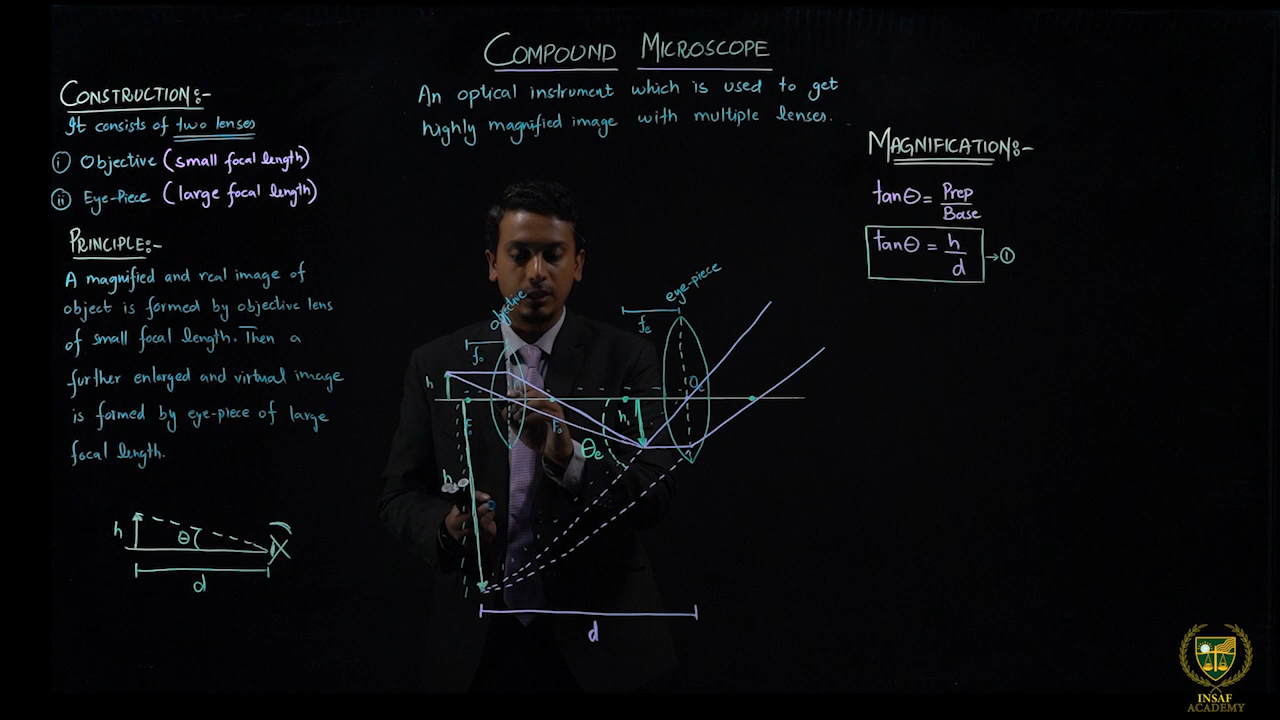 COMPOUND MICROSCOPE
An optical instrument which is used to get
highly magnified image with multiple lenses.
CONSTRUCTION:-
It consists of two lenses
i Objective (small focal length)
ii Eye-Piece (large focal length)
PRINCIPLE:-
A magnified and real image of
object is formed by objective lens
of small focal length. Then a
further enlarged and virtual image
is formed by eye-piece of large
focal length.
h
θ
d
objective
fo
h
Fo
h
eye-piece
fe
h1
θe
d
MAGNIFICATION:-
tanθ = Prep
Base
tanθ = h
d
→ 1
INSAF
ACADEMY